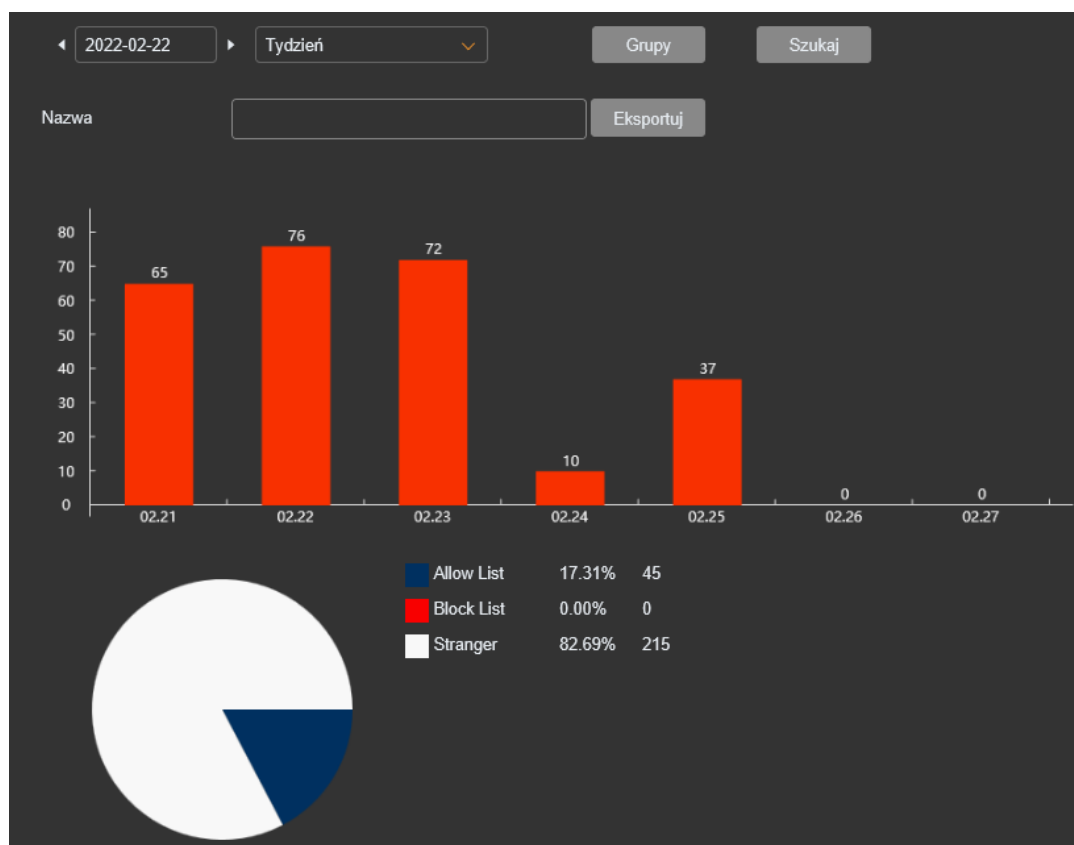 2022-02-22 Tydzień Grupy Szukaj
Nazwa Eksportuj
80
70
60
50
40
30
20
10
0
65
76
72
10
37
0
0
02.21 02.22 02.23 02.24 02.25 02.26 02.27
Allow List 17.31% 45
Block List 0.00% 0
Stranger 82.69% 215